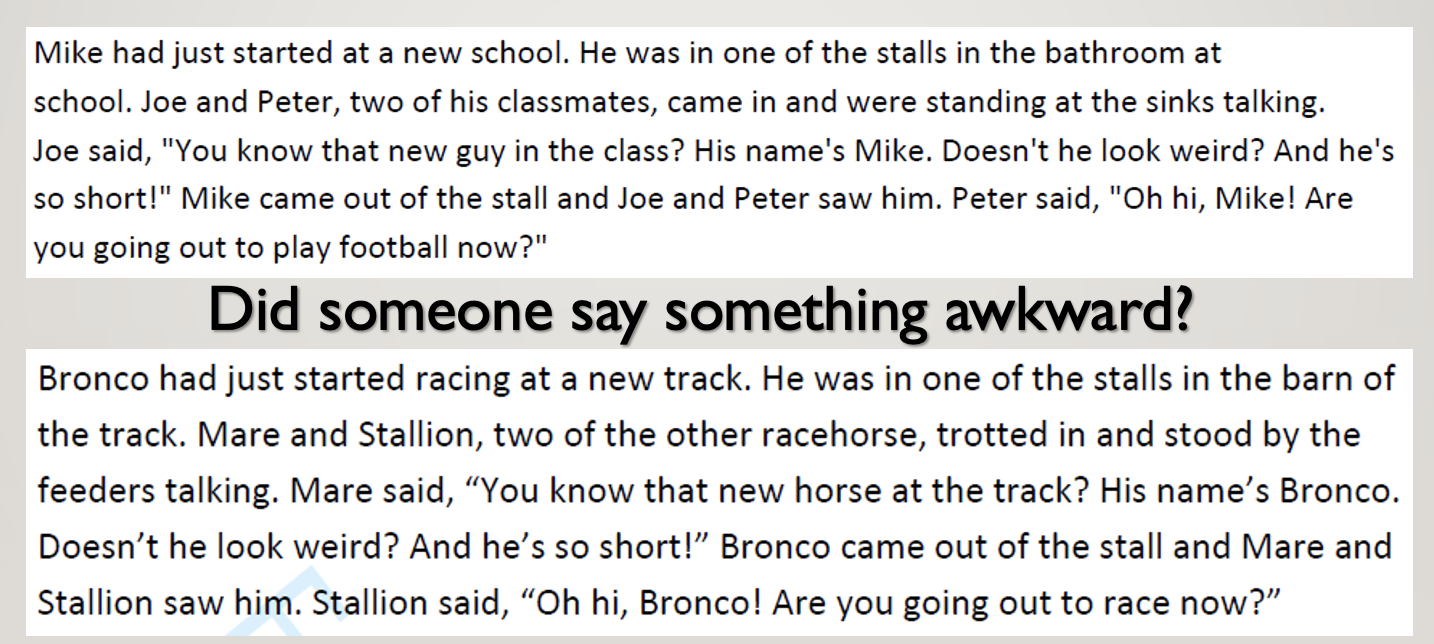 Mike had just started at a new school. He was in one of the stalls in the bathroom at
school. Joe and Peter, two of his classmates, came in and were standing at the sinks talking.
Joe said, "You know that new guy in the class? His name's Mike. Doesn't he look weird? And he's
so short!" Mike came out of the stall and Joe and Peter saw him. Peter said, "Oh hi, Mike! Are
you going out to play football now?"
Did someone say something awkward?
Bronco had just started racing at a new track. He was in one of the stalls in the barn of
the track. Mare and Stallion, two of the other racehorse, trotted in and stood by the
feeders talking. Mare said, “You know that new horse at the track? His name’s Bronco.
Doesn’t he look weird? And he’s so short!” Bronco came out of the stall and Mare and
Stallion saw him. Stallion said, “Oh hi, Bronco! Are you going out to race now?”